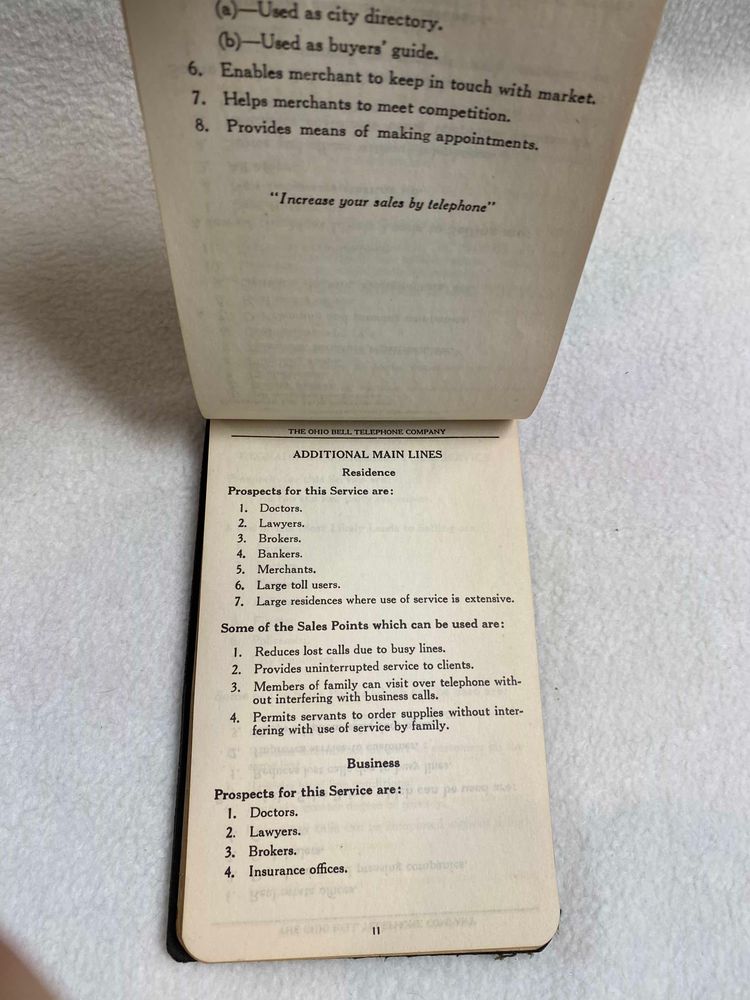 (a)—Used as city directory.
(b)—Used as buyers' guide.
6. Enables merchant to keep in touch with market.
7. Helps merchants to meet competition.
8. Provides means of making appointments.
"Increase your sales by telephone"
THE OHIO BELL TELEPHONE COMPANY
ADDITIONAL MAIN LINES
Residence
Prospects for this Service are:
1. Doctors.
2. Lawyers.
3. Brokers.
4. Bankers.
5. Merchants.
6. Large toll users.
7. Large residences where use of service is extensive.
Some of the Sales Points which can be used are:
1. Reduces lost calls due to busy lines.
2. Provides uninterrupted service to clients.
3. Members of family can visit over telephone with-
out interfering with business calls.
4. Permits servants to order supplies without inter-
fering with use of service by family.
Business
Prospects for this Service are:
1. Doctors.
2. Lawyers.
3. Brokers.
4. Insurance offices.
11